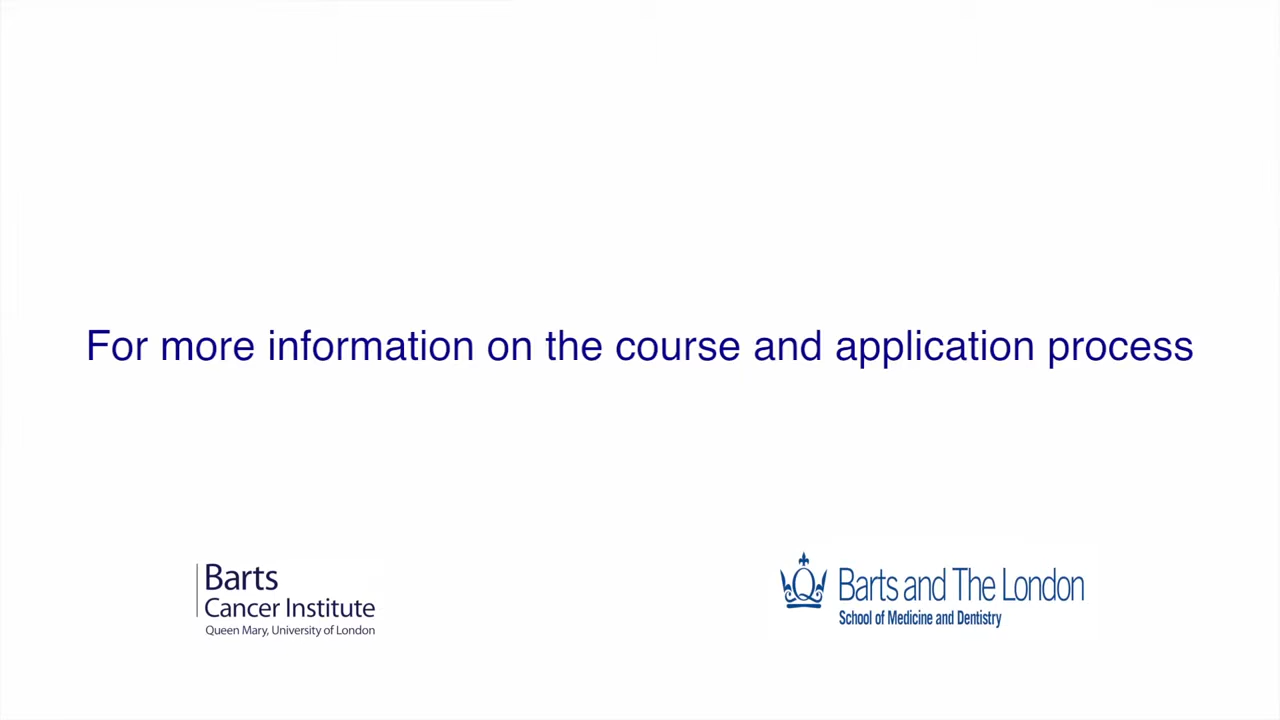 For more information on the course and application process
Barts
Cancer Institute
Queen Mary, University of London
Barts and The London
School of Medicine and Dentistry